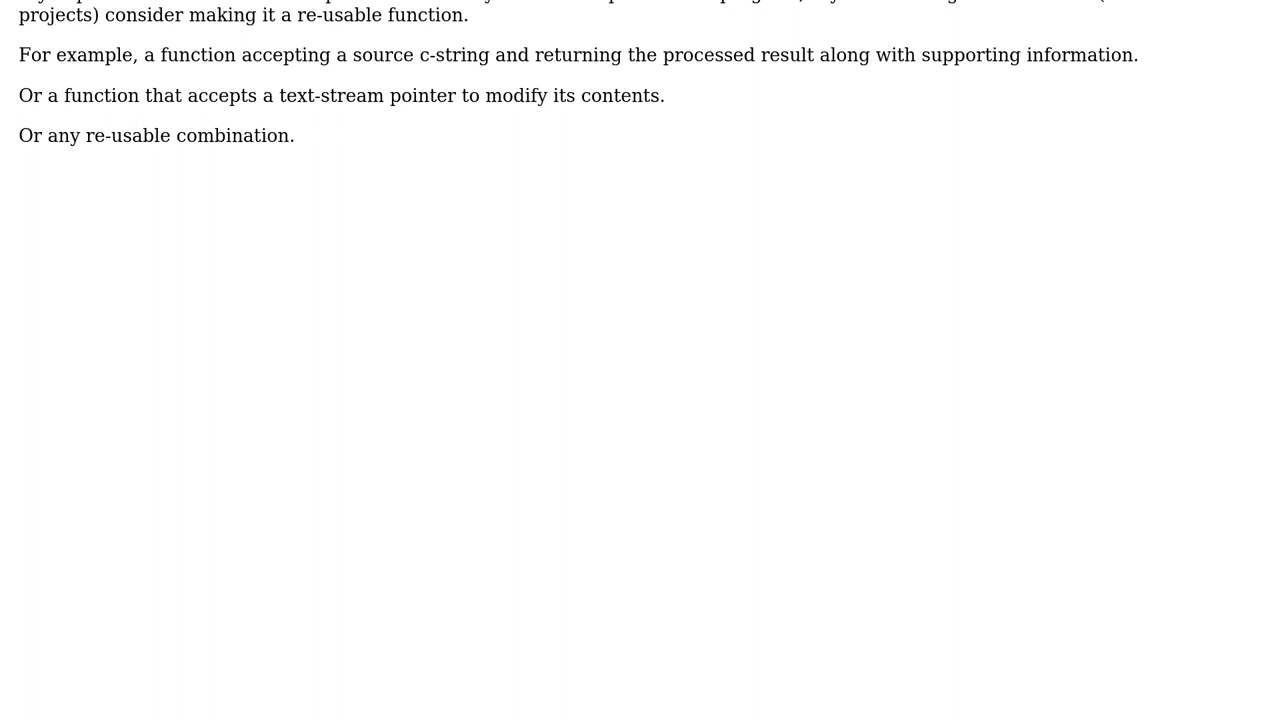 projects) consider making it a re-usable function.
For example, a function accepting a source c-string and returning the processed result along with supporting information.
Or a function that accepts a text-stream pointer to modify its contents.
Or any re-usable combination.